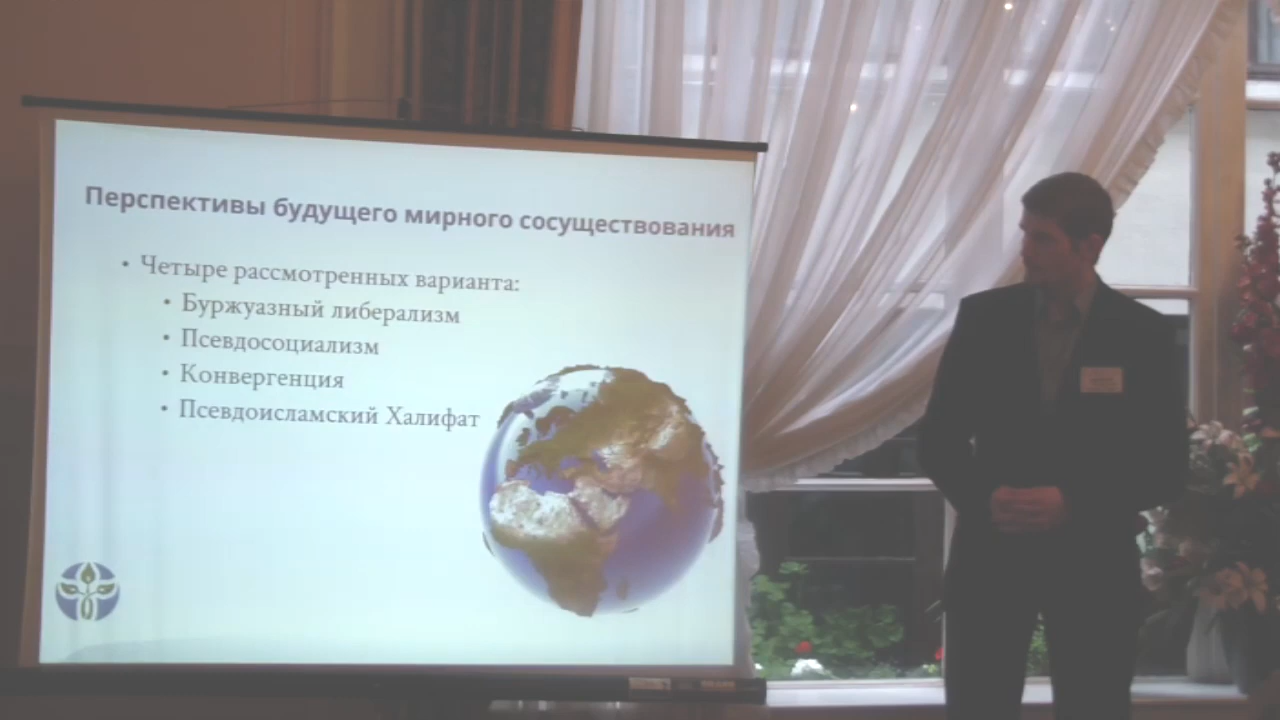 Перспективы будущего мирного сосуществования
• Четыре рассмотренных варианта:
• Буржуазный либерализм
• Псевдосоциализм
• Конвергенция
• Псевдоисламский Халифат